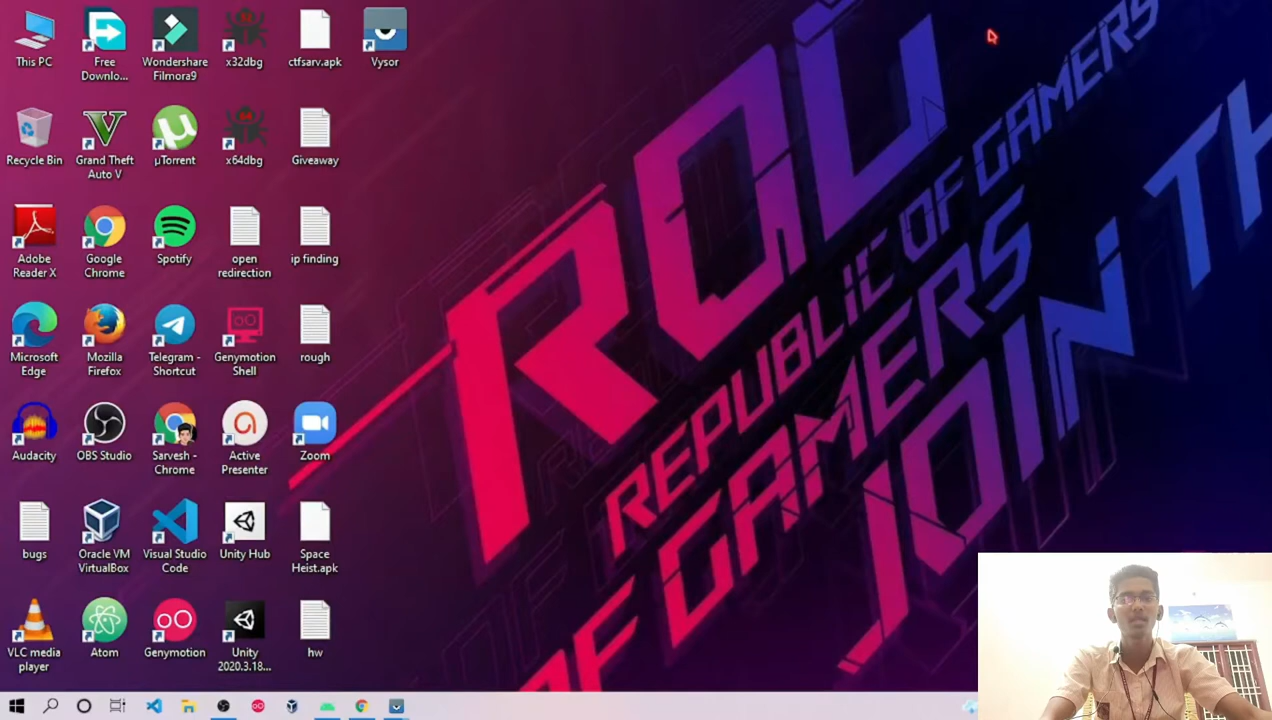 This PC
Free
Downlo...
Wondershare
Filmora9
x32dbg
ctfsarv.apk
Vysor
Recycle Bin
Grand Theft
Auto V
µTorrent
x64dbg
Giveaway
Adobe
Reader X
Google
Chrome
Spotify
open
redirection
ip finding
Microsoft
Edge
Mozilla
Firefox
Telegram -
Shortcut
Genymotion
Shell
rough
Audacity
OBS Studio
Sarvesh -
Chrome
Active
Presenter
Zoom
bugs
Oracle VM
VirtualBox
Visual Studio
Code
Unity Hub
Space
Heist.apk
VLC media
player
Atom
Genymotion
Unity
2020.3.18...
hw
ROG
REPUBLIC OF GAMERS
OF GAMERS
JOIN TH
OF